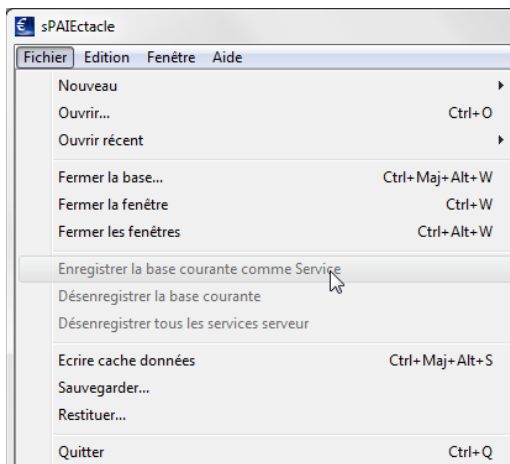 sPAIEctacle
Fichier Edition Fenêtre Aide
Nouveau
Ouvrir... Ctrl+O
Ouvrir récent
Fermer la base... Ctrl+Maj+Alt+W
Fermer la fenêtre Ctrl+W
Fermer les fenêtres Ctrl+Alt+W
Enregistrer la base courante comme Service
Désenregistrer la base courante
Désenregistrer tous les services serveur
Ecrire cache données Ctrl+Maj+Alt+S
Sauvegarder...
Restituer...
Quitter Ctrl+Q